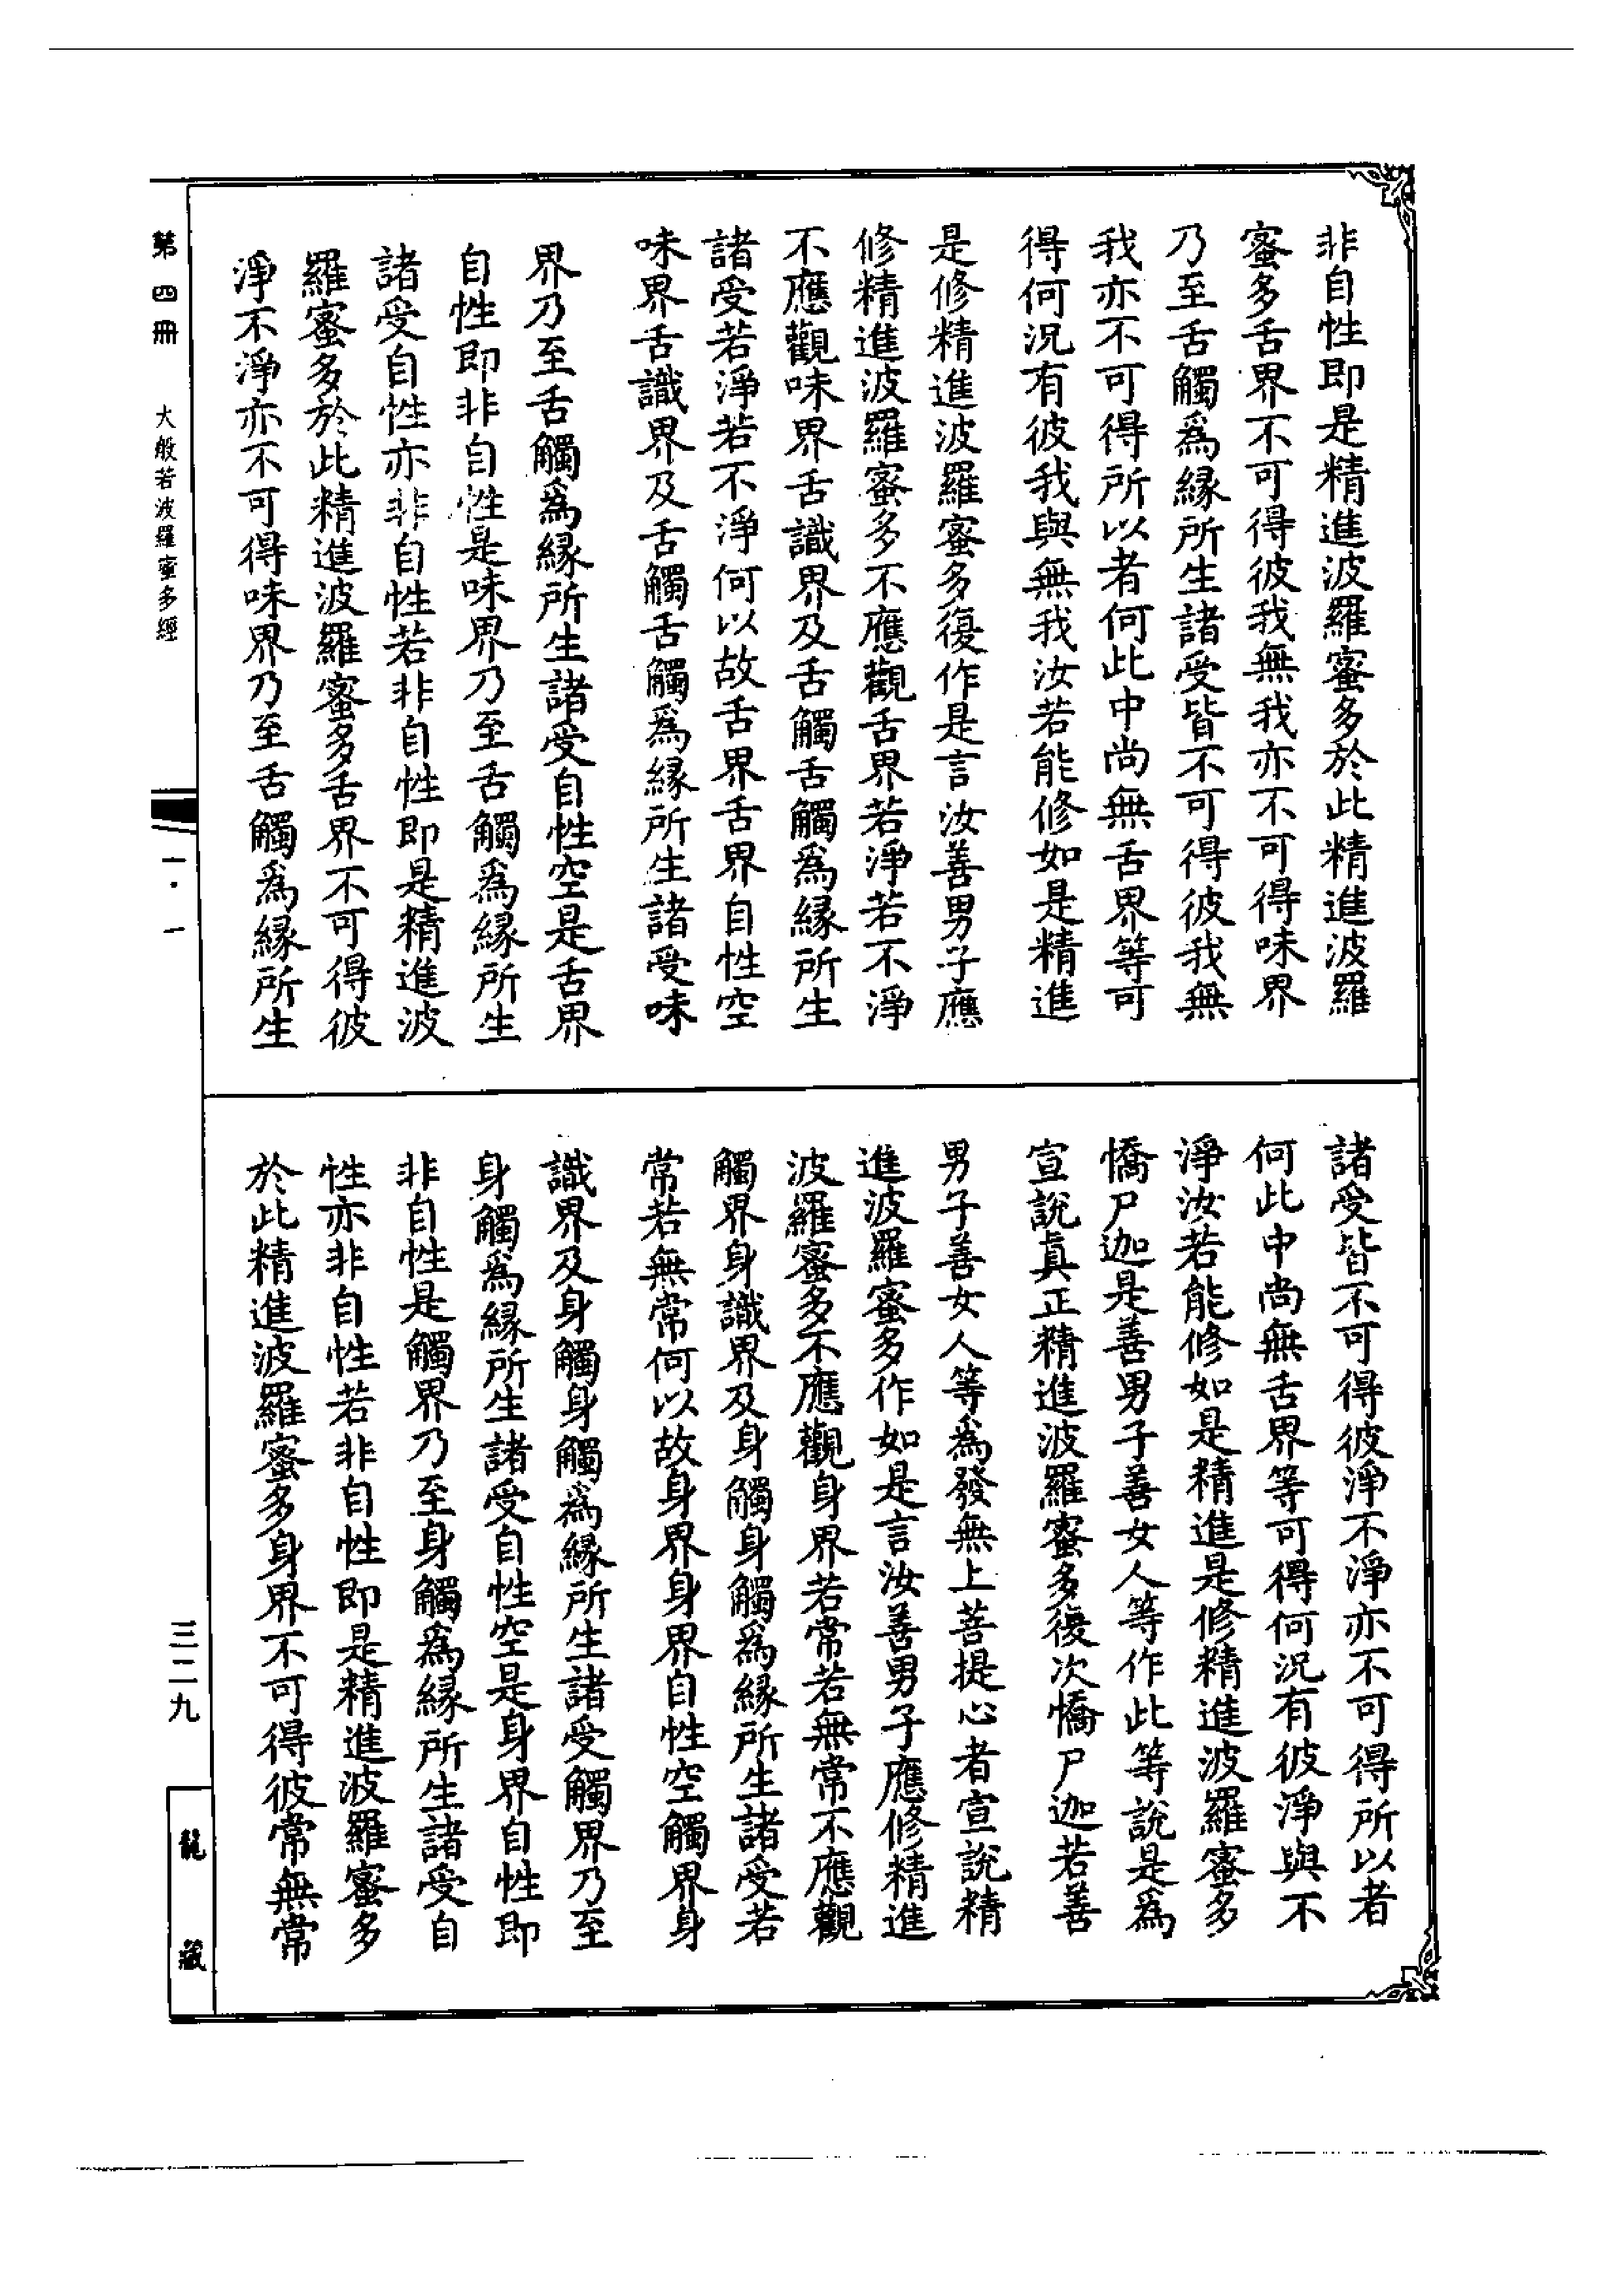 非自性即是精進波羅蜜多於此精進波羅
蜜多舌界不可得彼我無我亦不可得味界
乃至舌觸爲緣所生諸受皆不可得彼我無
我亦不可得所以者何此中尚無舌界等可
得何況有彼我與無我汝若能修如是精進
是修精進波羅蜜多復作是言汝善男子應
修精進波羅蜜多不應觀舌界若淨若不淨
不應觀味界舌識界及舌觸舌觸爲緣所生
諸受若淨若不淨何以故舌界舌界自性空
味界舌識界及舌觸舌觸爲緣所生諸受味
界乃至舌觸爲緣所生諸受自性空是舌界
自性即非自性是味界乃至舌觸爲緣所生
諸受自性亦非自性若非自性即是精進波
羅蜜多於此精進波羅蜜多舌界不可得彼
淨不淨亦不可得味界乃至舌觸爲緣所生
諸受皆不可得彼淨不淨亦不可得所以者
何此中尚無舌界等可得何況有彼淨與不
淨汝若能修如是精進是修精進波羅蜜多
憍尸迦是善男子善女人等作此等說是爲
宣說真正精進波羅蜜多復次憍尸迦若善
男子善女人等爲發無上菩提心者宣說精
進波羅蜜多作如是言汝善男子應修精進
波羅蜜多不應觀身界若常若無常不應觀
觸界身識界及身觸身觸爲緣所生諸受若
常若無常何以故身界身界自性空觸界身
識界及身觸身觸爲緣所生諸受觸界乃至
身觸爲緣所生諸受自性空是身界自性即
非自性是觸界乃至身觸爲緣所生諸受自
性亦非自性若非自性即是精進波羅蜜多
於此精進波羅蜜多身界不可得彼常無常
第四冊 大般若波羅蜜多經
一·一
三二九
龍藏